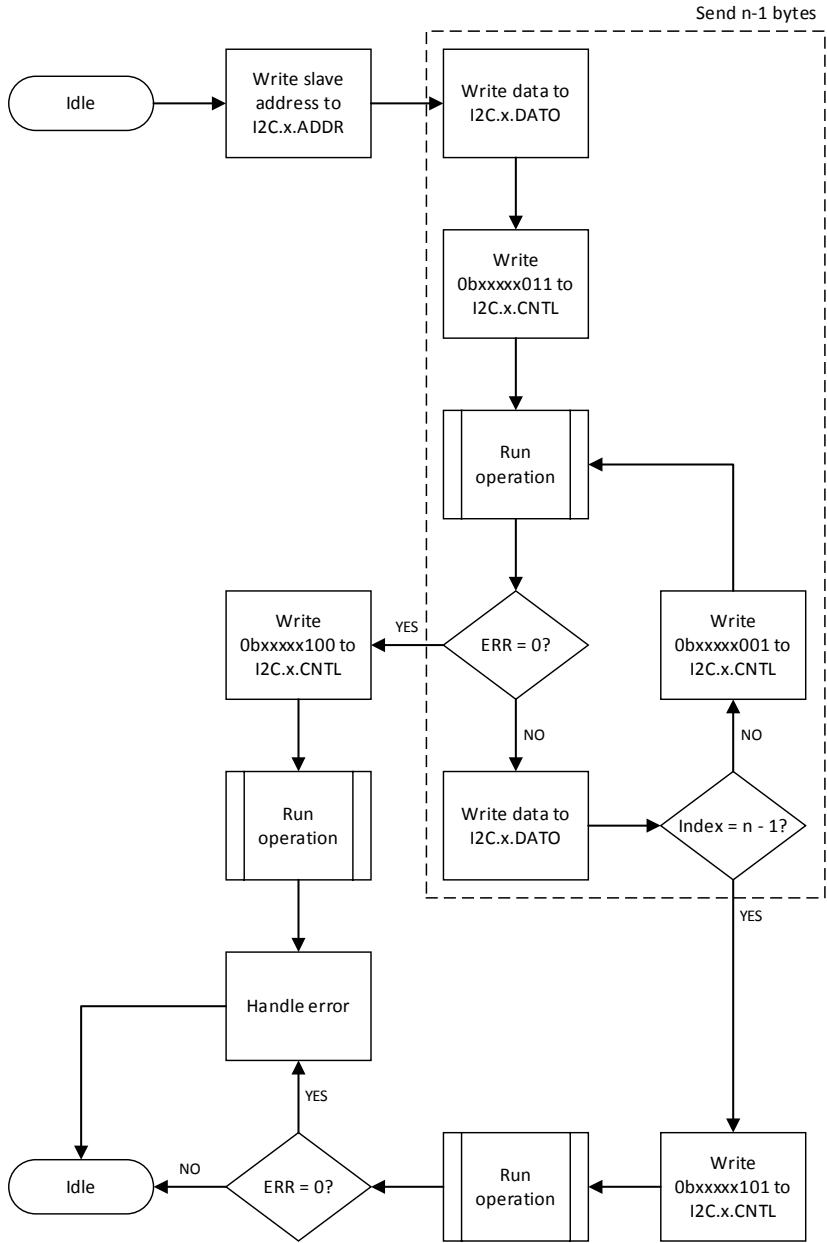 Send n-1 bytes
Idle
Write slave
address to
I2C.x.ADDR
Write data to
I2C.x.DATO
Write
0bxxxxx011 to
I2C.x.CNTL
Run
operation
ERR = 0?
YES
NO
Write
0bxxxxx100 to
I2C.x.CNTL
Write
0bxxxxx001 to
I2C.x.CNTL
NO
Run
operation
Write data to
I2C.x.DATO
Index = n - 1?
YES
Handle error
YES
Idle
NO
ERR = 0?
Run
operation
Write
0bxxxxx101 to
I2C.x.CNTL